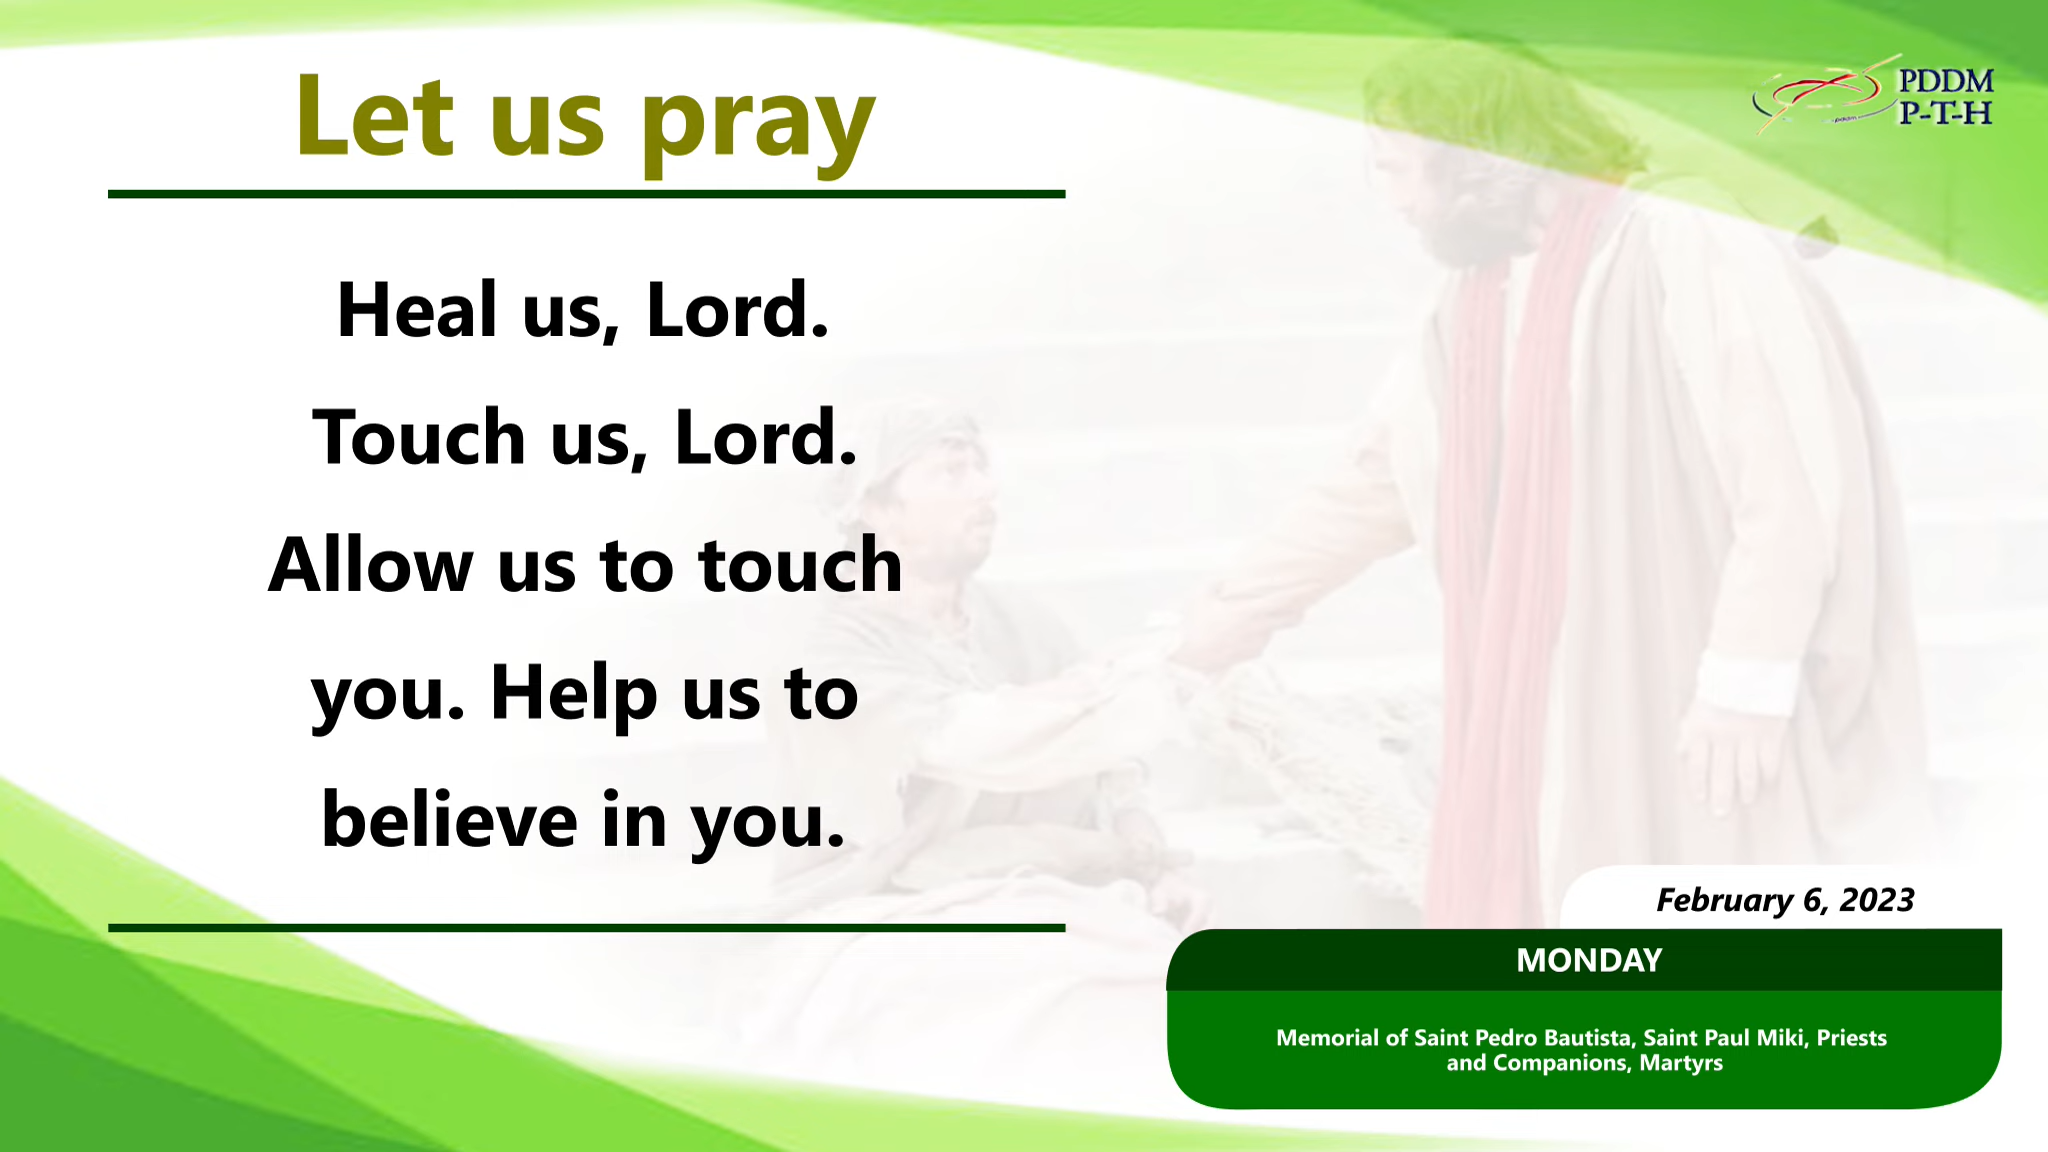 Let us pray
PDDM
P-T-H
pddm
Heal us, Lord.
Touch us, Lord.
Allow us to touch
you. Help us to
believe in you.
February 6, 2023
MONDAY
Memorial of Saint Pedro Bautista, Saint Paul Miki, Priests
and Companions, Martyrs